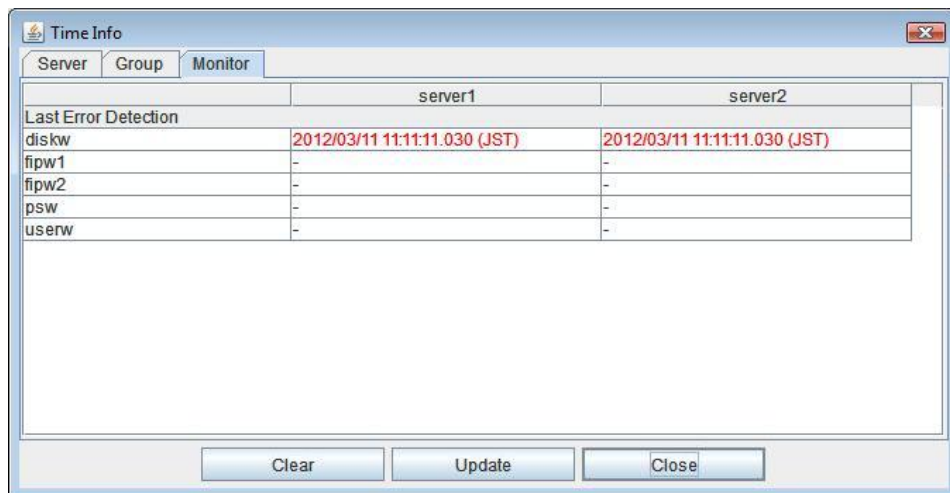 Time Info
Server Group Monitor
server1 server2
Last Error Detection
diskw 2012/03/11 11:11:11.030 (JST) 2012/03/11 11:11:11.030 (JST)
fipw1 - -
fipw2 - -
psw - -
userw - -
Clear Update Close